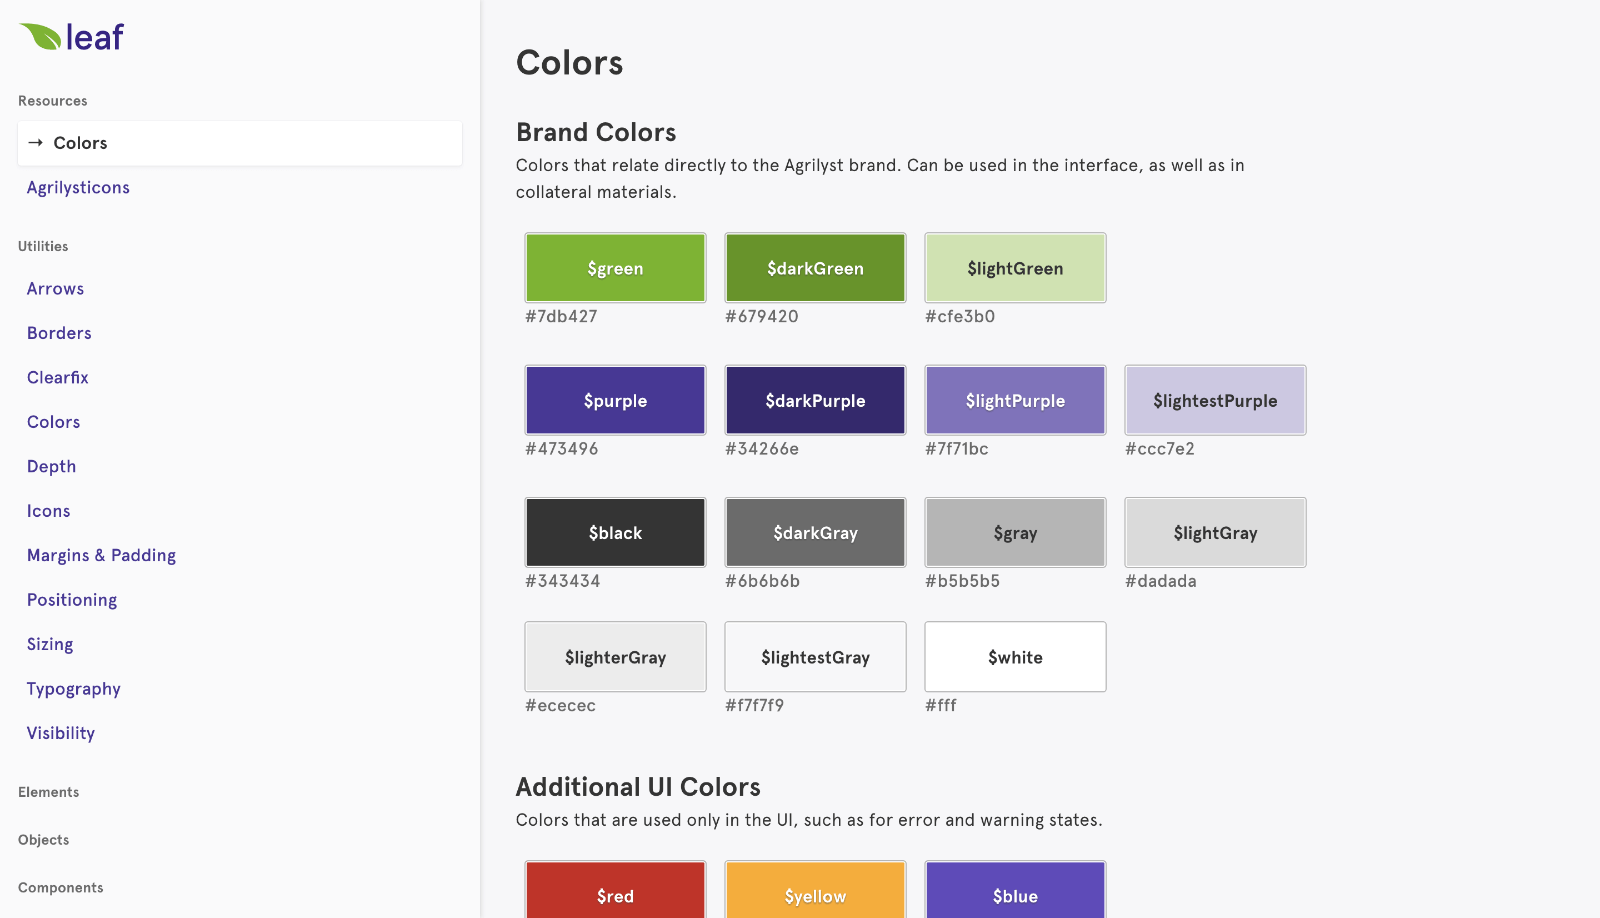 leaf
Resources
→ Colors
Agrilysticons
Utilities
Arrows
Borders
Clearfix
Colors
Depth
Icons
Margins & Padding
Positioning
Sizing
Typography
Visibility
Elements
Objects
Components
Colors
Brand Colors
Colors that relate directly to the Agrilyst brand. Can be used in the interface, as well as in
collateral materials.
$green $darkGreen $lightGreen
#7db427 #679420 #cfe3b0
$purple $darkPurple $lightPurple $lightestPurple
#473496 #34266e #7f71bc #ccc7e2
$black $darkGray $gray $lightGray
#343434 #6b6b6b #b5b5b5 #dadada
$lighterGray $lightestGray $white
#ececec #f7f7f9 #fff
Additional UI Colors
Colors that are used only in the UI, such as for error and warning states.
$red $yellow $blue